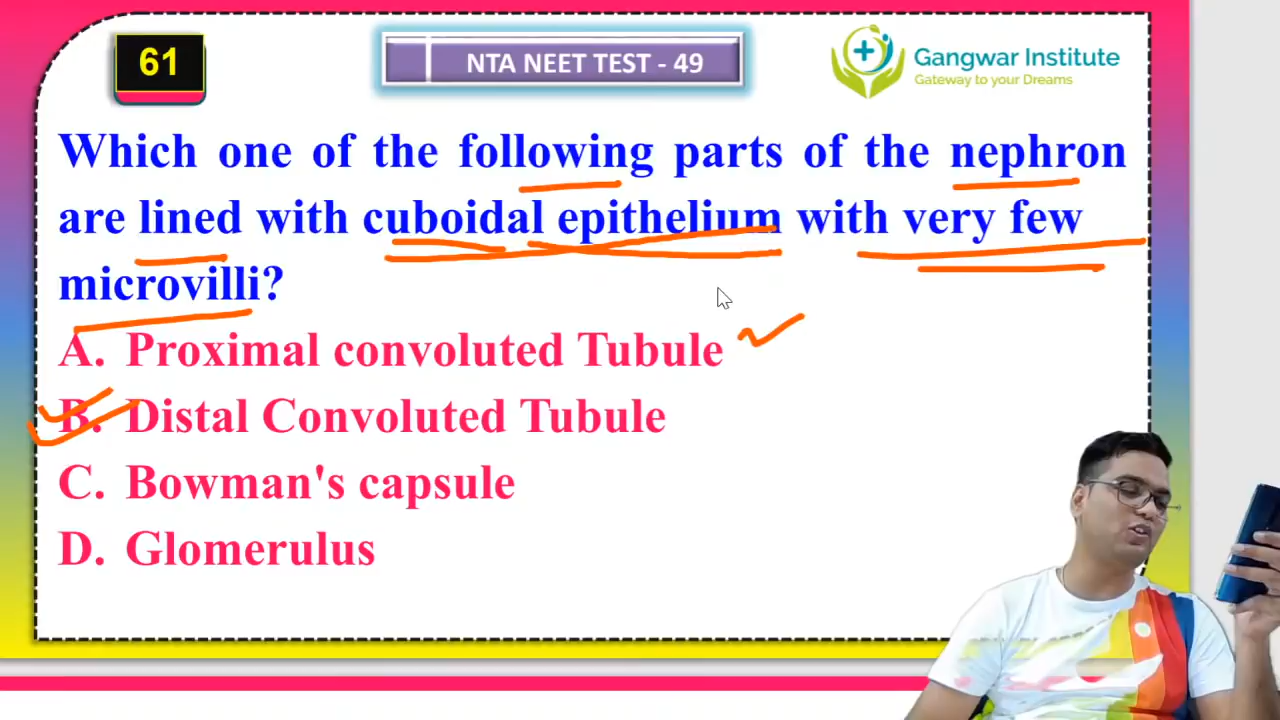 61
NTA NEET TEST - 49
Gangwar Institute
Gateway to your Dreams
Which one of the following parts of the nephron
are lined with cuboidal epithelium with very few
microvilli?
A. Proximal convoluted Tubule
B. Distal Convoluted Tubule
C. Bowman's capsule
D. Glomerulus